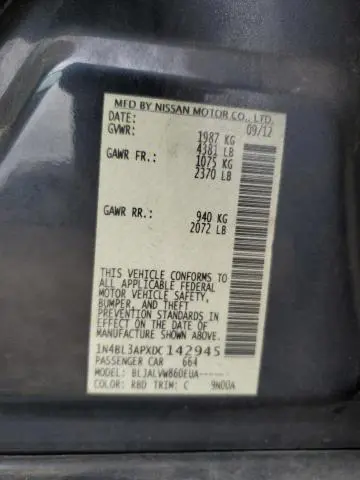 MFD BY NISSAN MOTOR CO., LTD.
DATE: 09/12
GVWR: 1987 KG
4381 LB
GAWR FR.: 1075 KG
2370 LB
GAWR RR.: 940 KG
2072 LB
THIS VEHICLE CONFORMS TO
ALL APPLICABLE FEDERAL
MOTOR VEHICLE SAFETY,
BUMPER, AND THEFT
PREVENTION STANDARDS IN
EFFECT ON THE DATE OF
MANUFACTURE SHOWN ABOVE.
1N4BL3APXDC142945
PASSENGER CAR 664
MODEL: BLJALVW860EUA-----
COLOR: RBD TRIM: C 9N00A